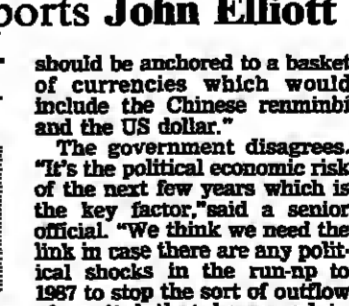 ports John Elliott
should be anchored to a basket
of currencies which would
include the Chinese renminbi
and the US dollar."
The government disagrees.
"It's the political economic risk
of the next few years which is
the key factor,"said a senior
official. "We think we need the
link in case there are any polit-
ical shocks in the run-np to
1987 to stop the sort of outflow